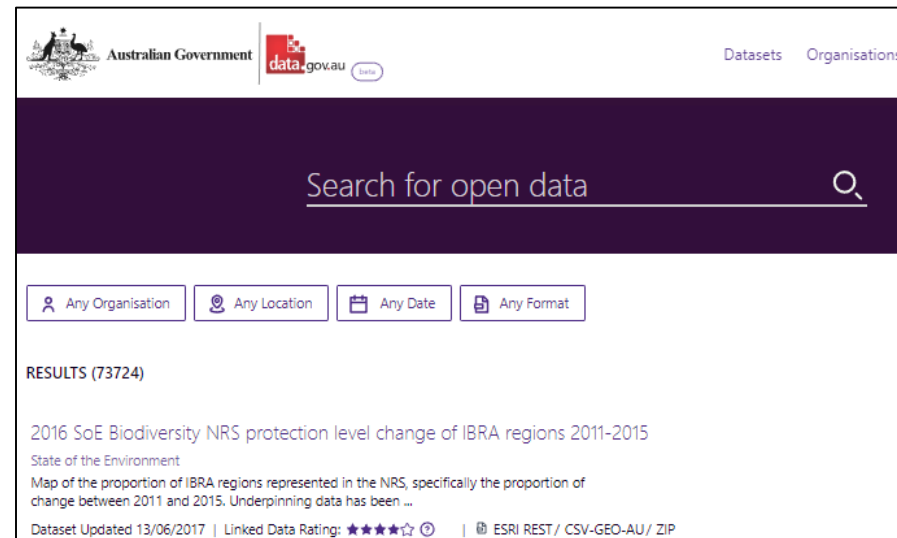 Australian Government data.gov.au beta Datasets Organisations
Search for open data
Any Organisation Any Location Any Date Any Format
RESULTS (73724)
2016 SoE Biodiversity NRS protection level change of IBRA regions 2011-2015
State of the Environment
Map of the proportion of IBRA regions represented in the NRS, specifically the proportion of
change between 2011 and 2015. Underpinning data has been ...
Dataset Updated 13/06/2017 | Linked Data Rating: ★★★★☆ ? | ESRI REST / CSV-GEO-AU / ZIP